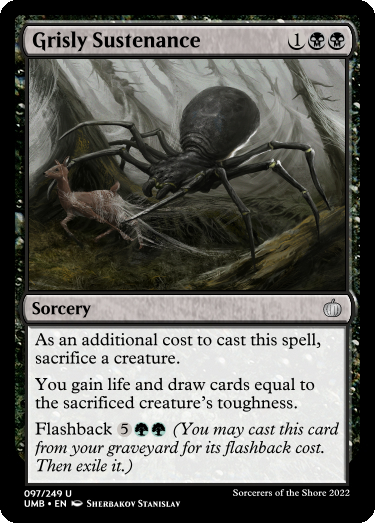 Grisly Sustenance 1
Sorcery
As an additional cost to cast this spell,
sacrifice a creature.
You gain life and draw cards equal to
the sacrificed creature's toughness.
Flashback 5 (You may cast this card
from your graveyard for its flashback cost.
Then exile it.)
097/249 U
UMB • EN SHERBAKOV STANISLAV
Sorcerers of the Shore 2022